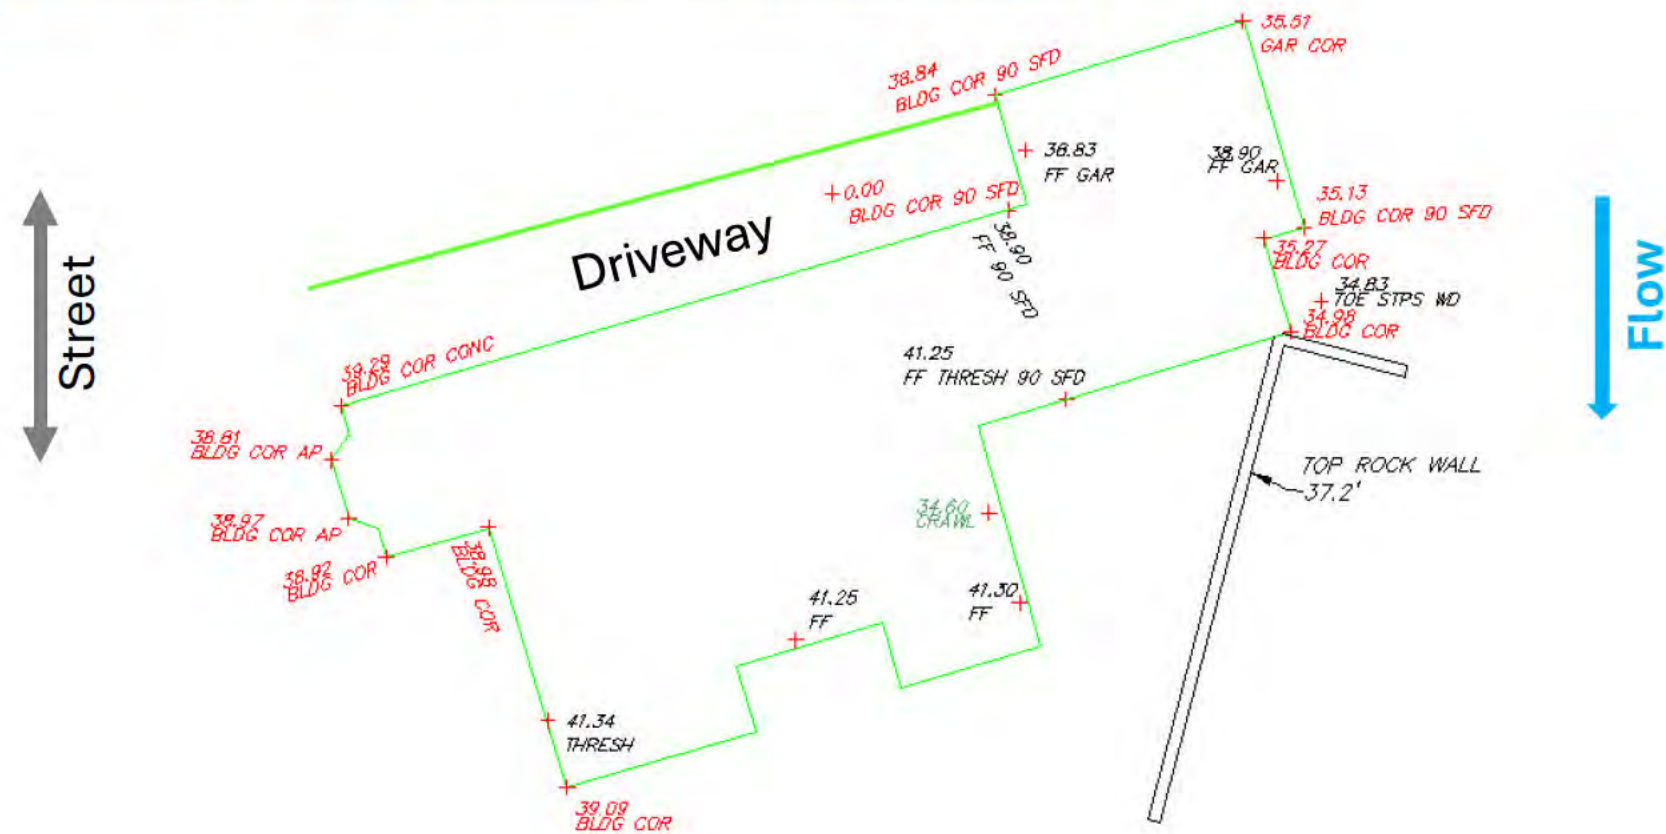 35.51
GAR COR
38.84
BLDG COR 90 SFD
38.83
FF GAR
38.90
FF GAR
+0.00
BLDG COR 90 SFD
35.13
BLDG COR 90 SFD
Street
Driveway
38.90
FF 90 SFD
35.27
BLDG COR
34.83
TOE STPS WD
34.98
BLDG COR
Flow
39.29
BLDG COR CONC
41.25
FF THRESH 90 SFD
38.81
BLDG COR AP
TOP ROCK WALL
37.2'
38.97
BLDG COR AP
34.60
CRAWL
38.92
BLDG COR
38.98
BLDG COR
41.25
FF
41.30
FF
41.34
THRESH
39.09
BLDG COR